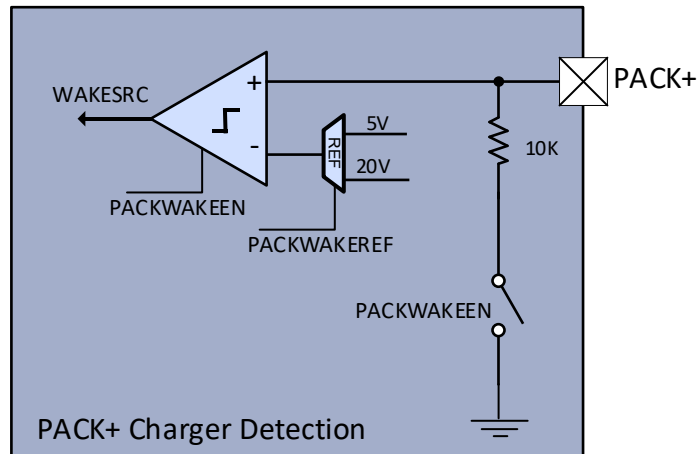 +
PACK+
WAKESRC
5V
REF
10K
-
20V
PACKWAKEEN
PACKWAKEREF
PACKWAKEEN
PACK+ Charger Detection